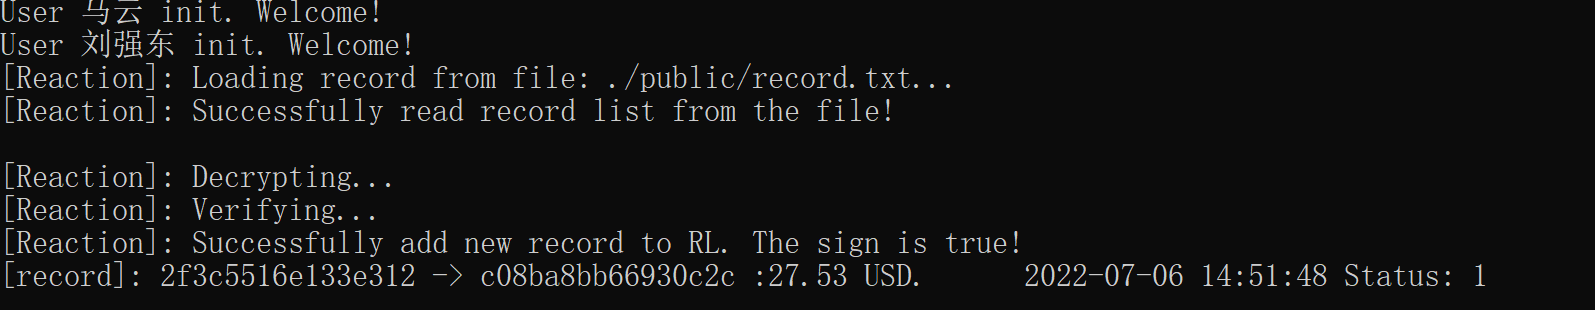 User 马云 init. Welcome!
User 刘强东 init. Welcome!
[Reaction]: Loading record from file: ./public/record.txt...
[Reaction]: Successfully read record list from the file!
[Reaction]: Decrypting...
[Reaction]: Verifying...
[Reaction]: Successfully add new record to RL. The sign is true!
[record]: 2f3c5516e133e312 -> c08ba8bb66930c2c :27.53 USD.      2022-07-06 14:51:48 Status: 1